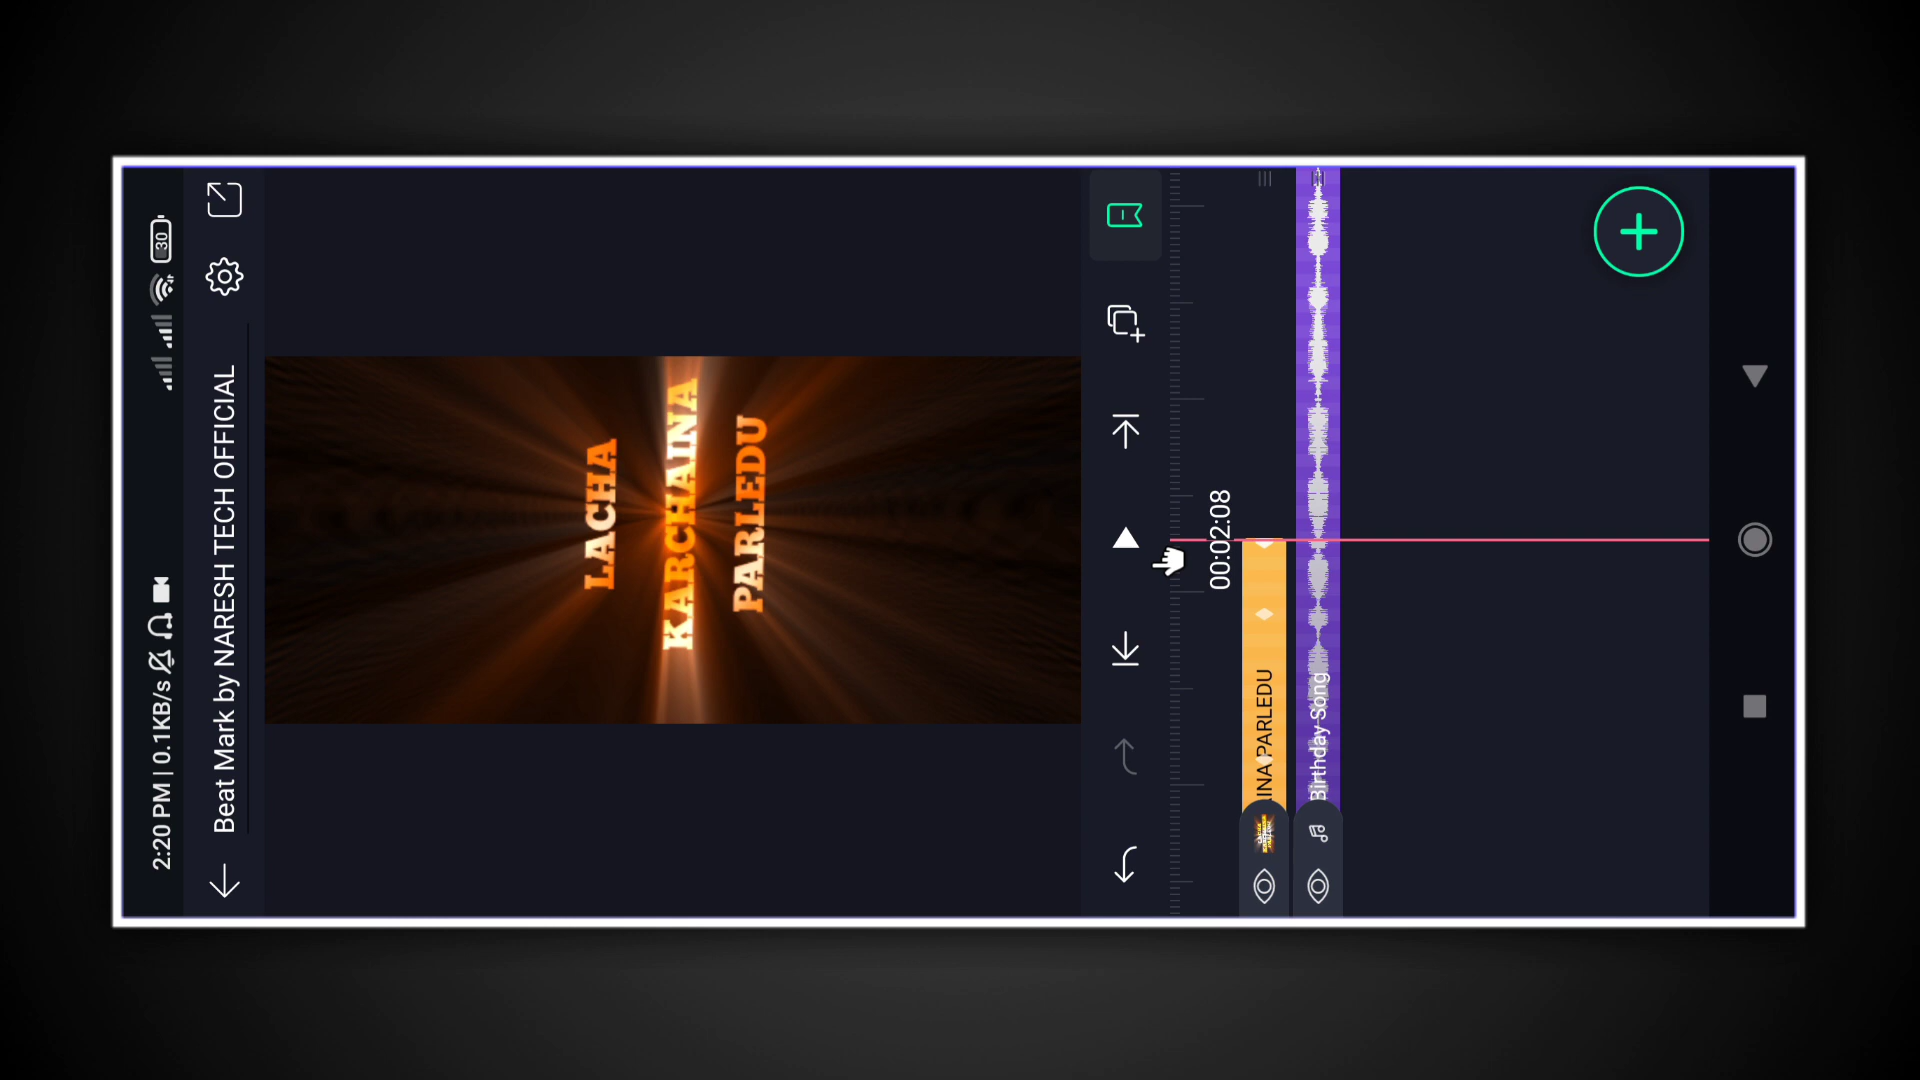 2:20 PM | 0.1KB/s
30
Beat Mark by NARESH TECH OFFICIAL
LACHA
KARCHAINA
PARLEDU
00:02:08
INA PARLEDU
Birthday Song